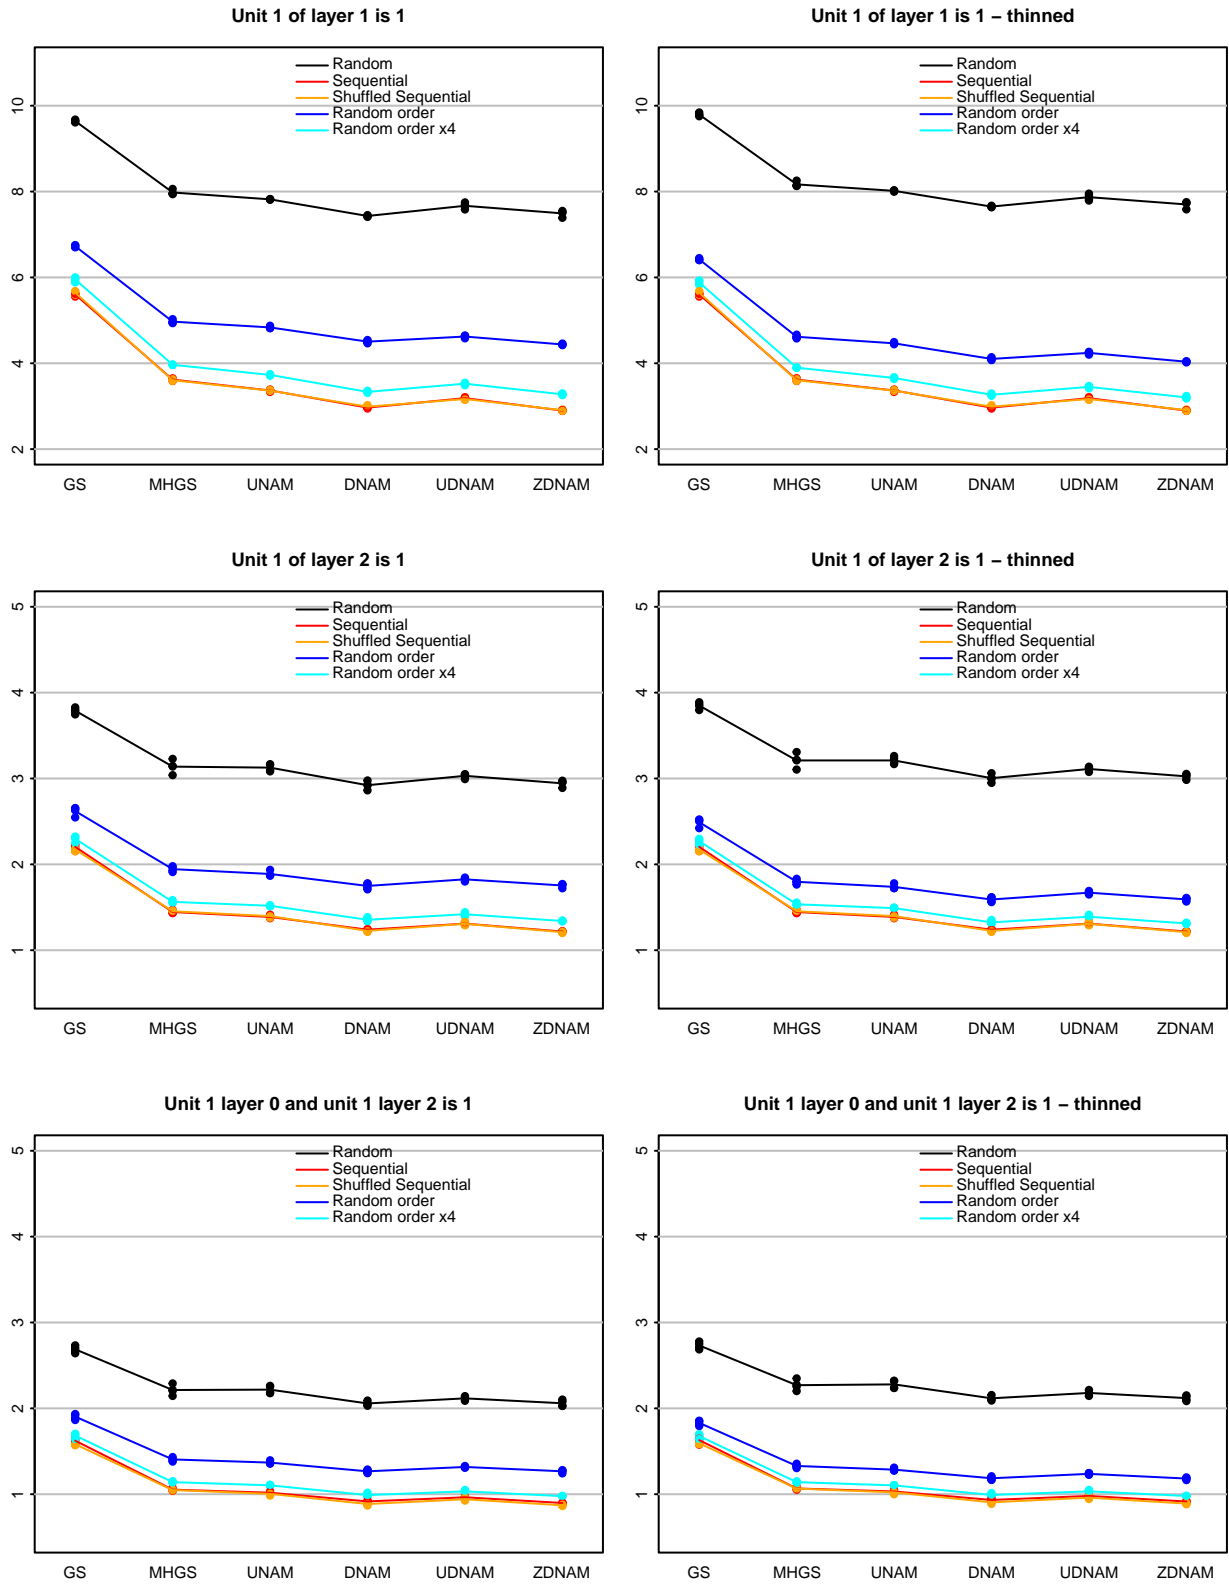 Unit 1 of layer 1 is 1
Random
Sequential
Shuffled Sequential
Random order
Random order x4
10
8
6
4
2
GS MHGS UNAM DNAM UDNAM ZDNAM
Unit 1 of layer 1 is 1 – thinned
Random
Sequential
Shuffled Sequential
Random order
Random order x4
10
8
6
4
2
GS MHGS UNAM DNAM UDNAM ZDNAM
Unit 1 of layer 2 is 1
Random
Sequential
Shuffled Sequential
Random order
Random order x4
5
4
3
2
1
GS MHGS UNAM DNAM UDNAM ZDNAM
Unit 1 of layer 2 is 1 – thinned
Random
Sequential
Shuffled Sequential
Random order
Random order x4
5
4
3
2
1
GS MHGS UNAM DNAM UDNAM ZDNAM
Unit 1 layer 0 and unit 1 layer 2 is 1
Random
Sequential
Shuffled Sequential
Random order
Random order x4
5
4
3
2
1
GS MHGS UNAM DNAM UDNAM ZDNAM
Unit 1 layer 0 and unit 1 layer 2 is 1 – thinned
Random
Sequential
Shuffled Sequential
Random order
Random order x4
5
4
3
2
1
GS MHGS UNAM DNAM UDNAM ZDNAM